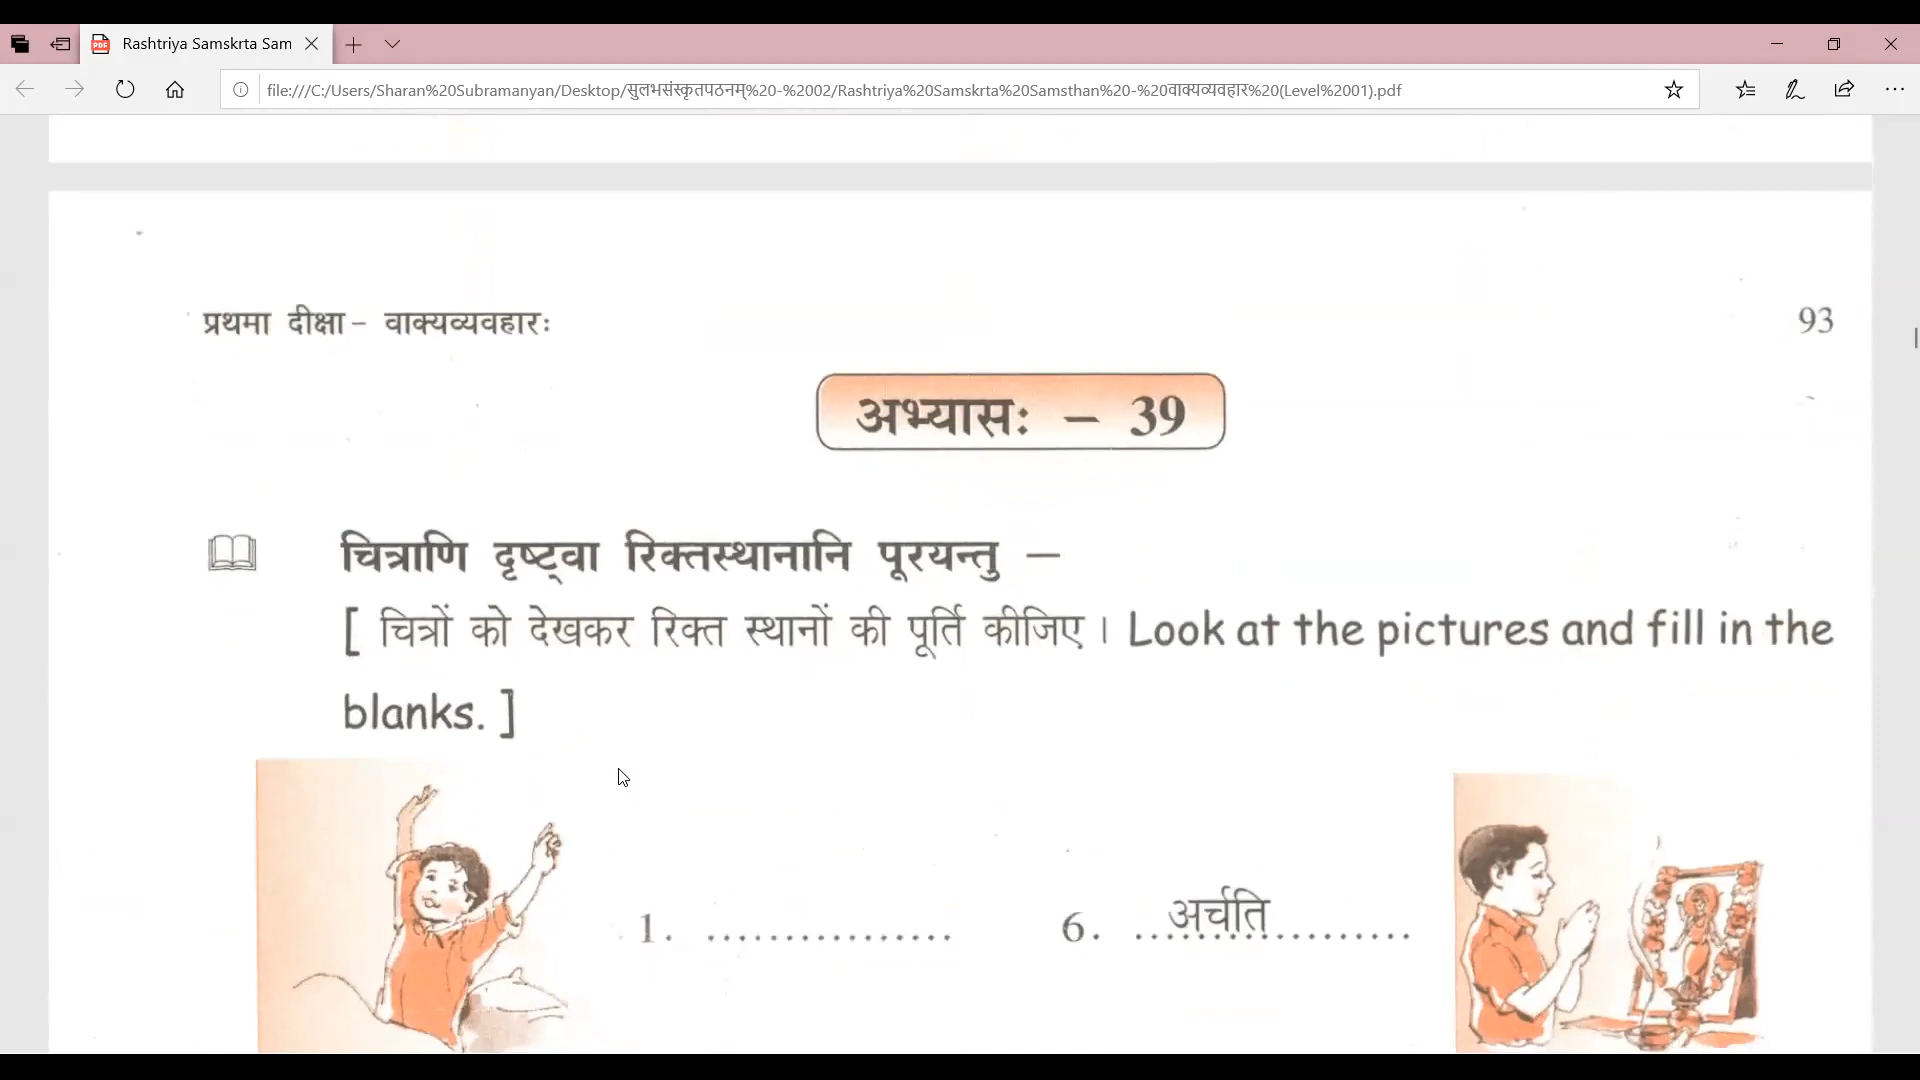 Rashtriya Samskrta Sam
file:///C:/Users/Sharan%20Subramanyan/Desktop/सुलभसंस्कृतपठनम्%20-%2002/Rashtriya%20Samskrta%20Samsthan%20-%20वाक्यव्यवहार%20(Level%2001).pdf
प्रथमा दीक्षा – वाक्यव्यवहारः
93
अभ्यासः – 39
चित्राणि दृष्ट्वा रिक्तस्थानानि पूरयन्तु –
[ चित्रों को देखकर रिक्त स्थानों की पूर्ति कीजिए । Look at the pictures and fill in the
blanks. ]
1. ................
6. अर्चति